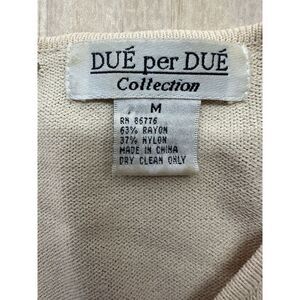 DUÉ per DUÉ
Collection
M
RN 86776
63% RAYON
37% NYLON
MADE IN CHINA
DRY CLEAN ONLY